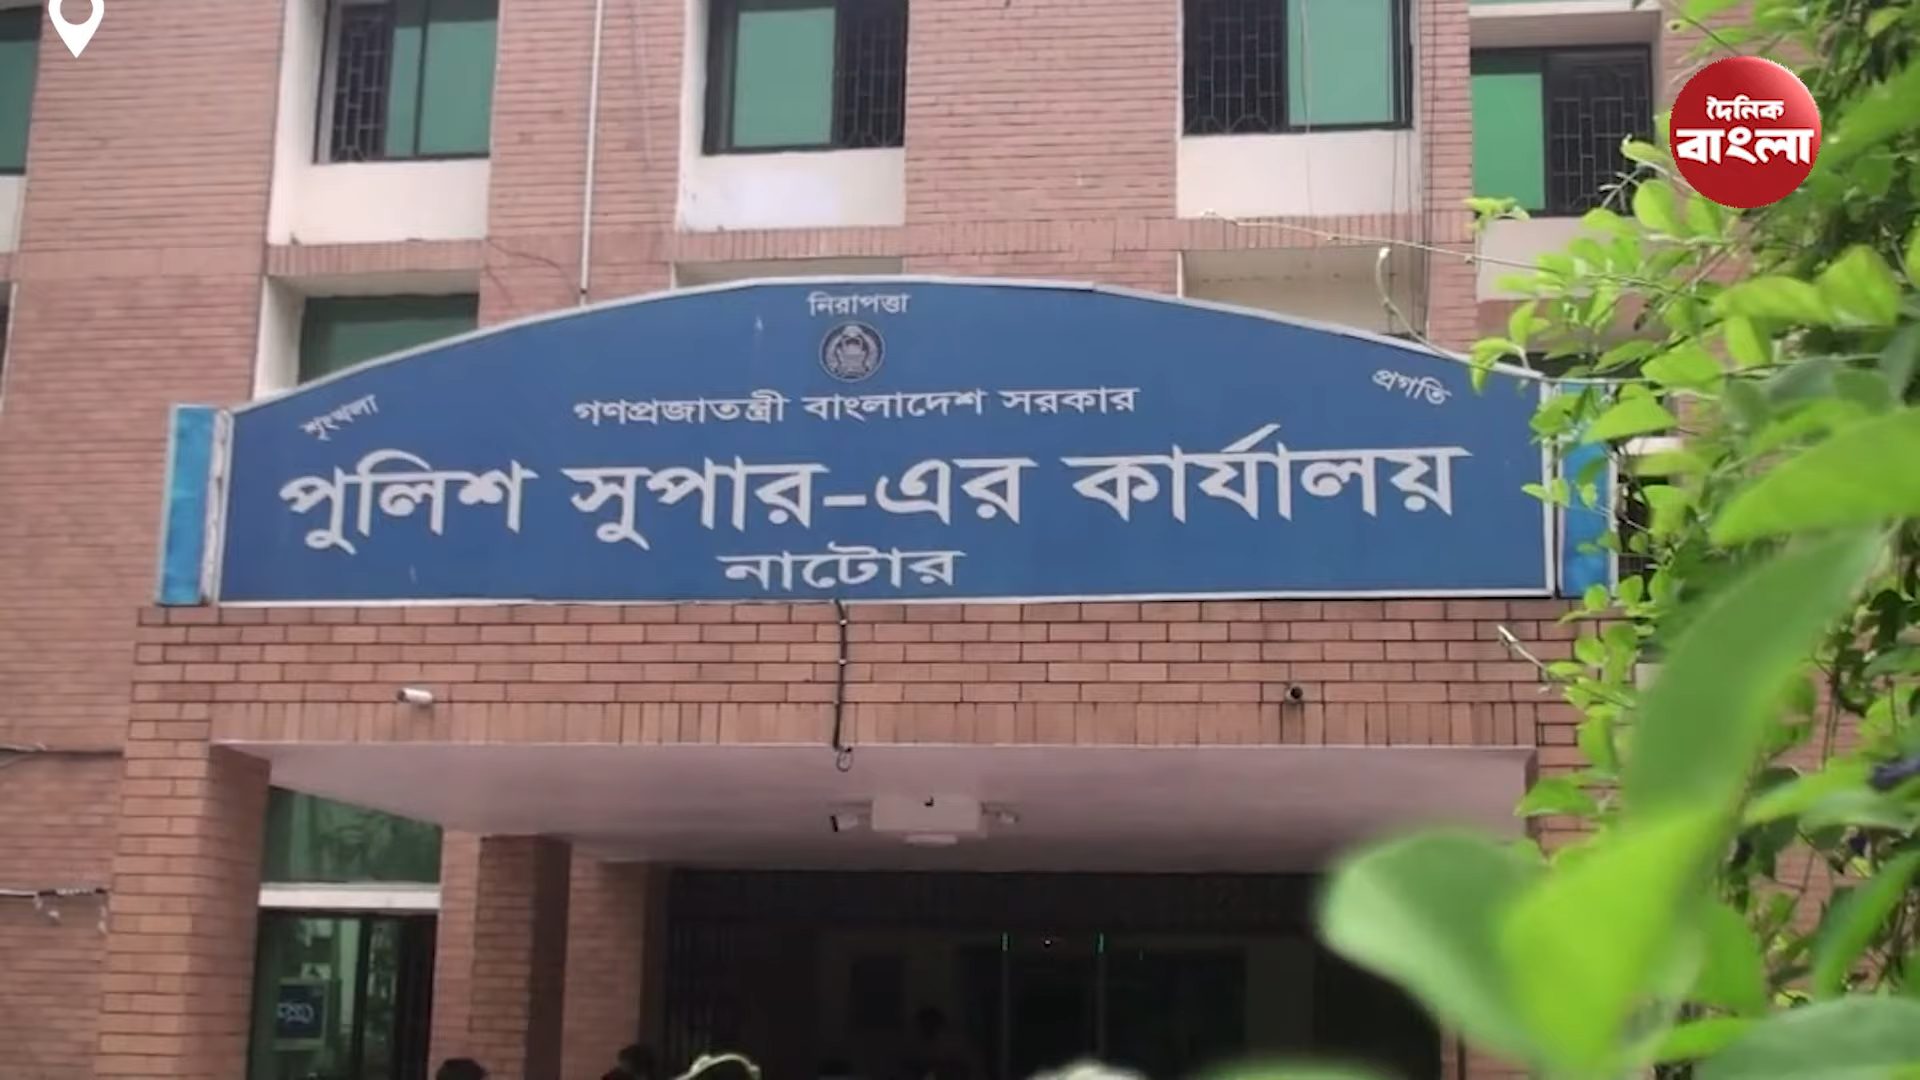 দৈনিক
বাংলা
নিরাপত্তা
শৃংখলা
প্রগতি
গণপ্রজাতন্ত্রী বাংলাদেশ সরকার
পুলিশ সুপার-এর কার্যালয়
নাটোর